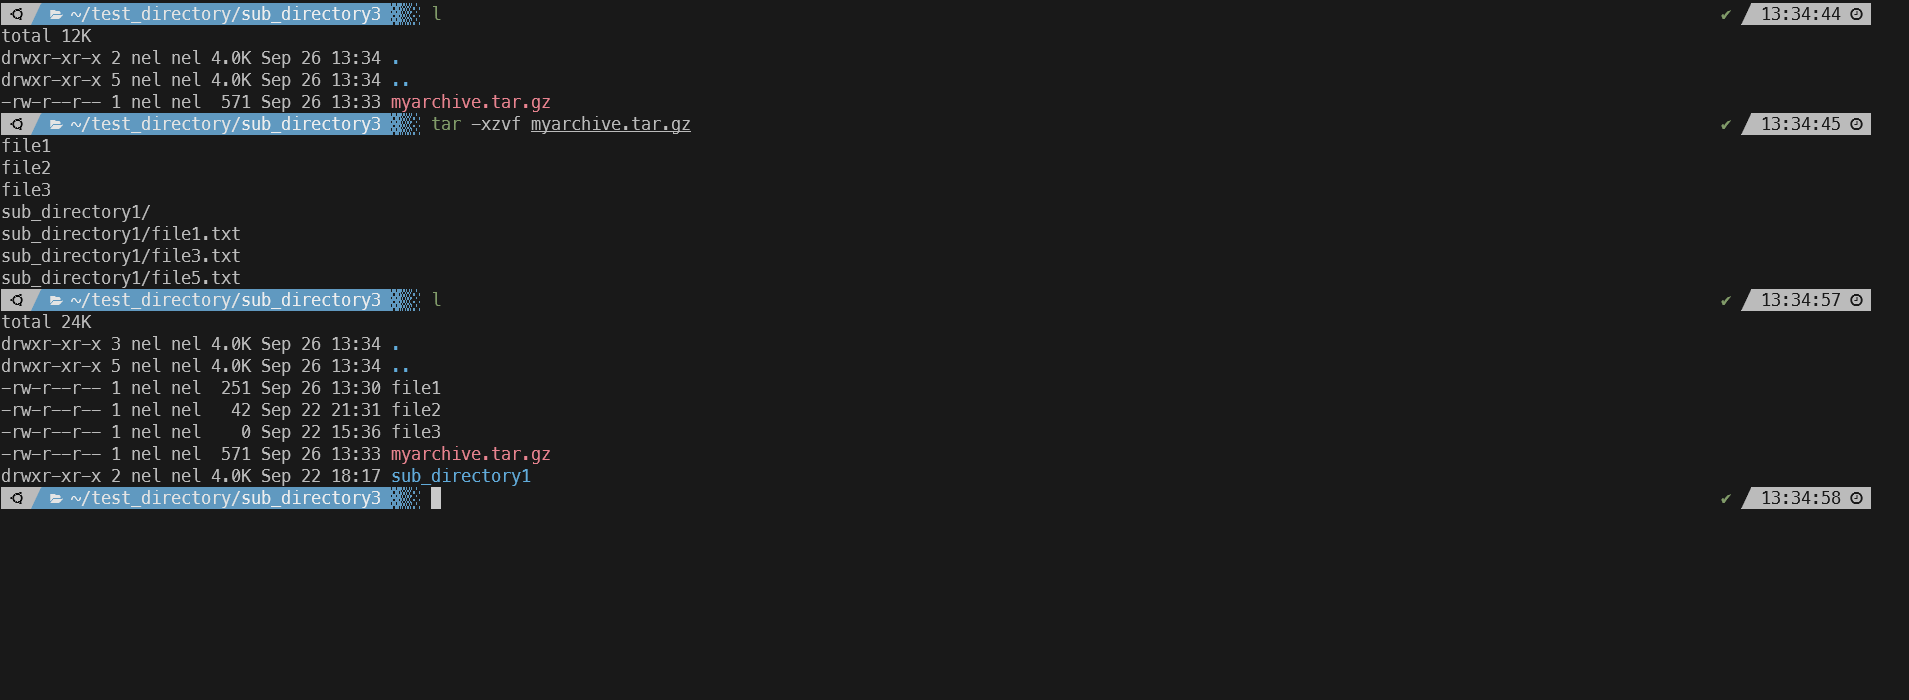 ~/test_directory/sub_directory3 l ✔ 13:34:44
total 12K
drwxr-xr-x 2 nel nel 4.0K Sep 26 13:34 .
drwxr-xr-x 5 nel nel 4.0K Sep 26 13:34 ..
-rw-r--r-- 1 nel nel  571 Sep 26 13:33 myarchive.tar.gz
~/test_directory/sub_directory3 tar -xzvf myarchive.tar.gz ✔ 13:34:45
file1
file2
file3
sub_directory1/
sub_directory1/file1.txt
sub_directory1/file3.txt
sub_directory1/file5.txt
~/test_directory/sub_directory3 l ✔ 13:34:57
total 24K
drwxr-xr-x 3 nel nel 4.0K Sep 26 13:34 .
drwxr-xr-x 5 nel nel 4.0K Sep 26 13:34 ..
-rw-r--r-- 1 nel nel  251 Sep 26 13:30 file1
-rw-r--r-- 1 nel nel   42 Sep 22 21:31 file2
-rw-r--r-- 1 nel nel    0 Sep 22 15:36 file3
-rw-r--r-- 1 nel nel  571 Sep 26 13:33 myarchive.tar.gz
drwxr-xr-x 2 nel nel 4.0K Sep 22 18:17 sub_directory1
~/test_directory/sub_directory3 ✔ 13:34:58